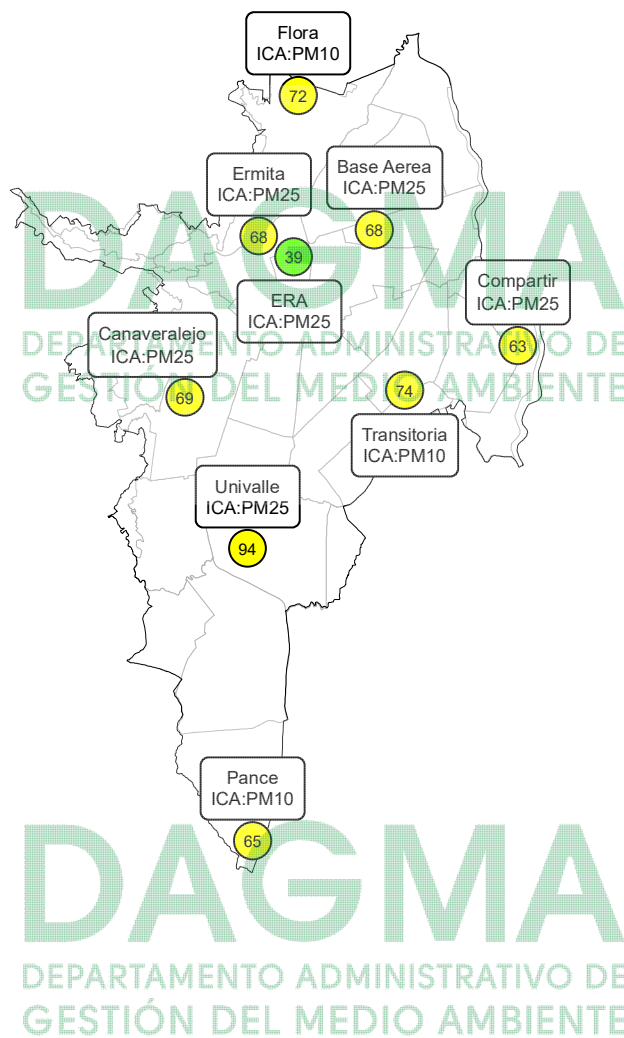 Flora
ICA:PM10
72
Ermita
ICA:PM25
68
Base Aerea
ICA:PM25
68
39
ERA
ICA:PM25
Compartir
ICA:PM25
63
Canaveralejo
ICA:PM25
69
74
Transitoria
ICA:PM10
Univalle
ICA:PM25
94
Pance
ICA:PM10
65
DAGMA
DEPARTAMENTO ADMINISTRATIVO DE
GESTIÓN DEL MEDIO AMBIENTE
DAGMA
DEPARTAMENTO ADMINISTRATIVO DE
GESTIÓN DEL MEDIO AMBIENTE